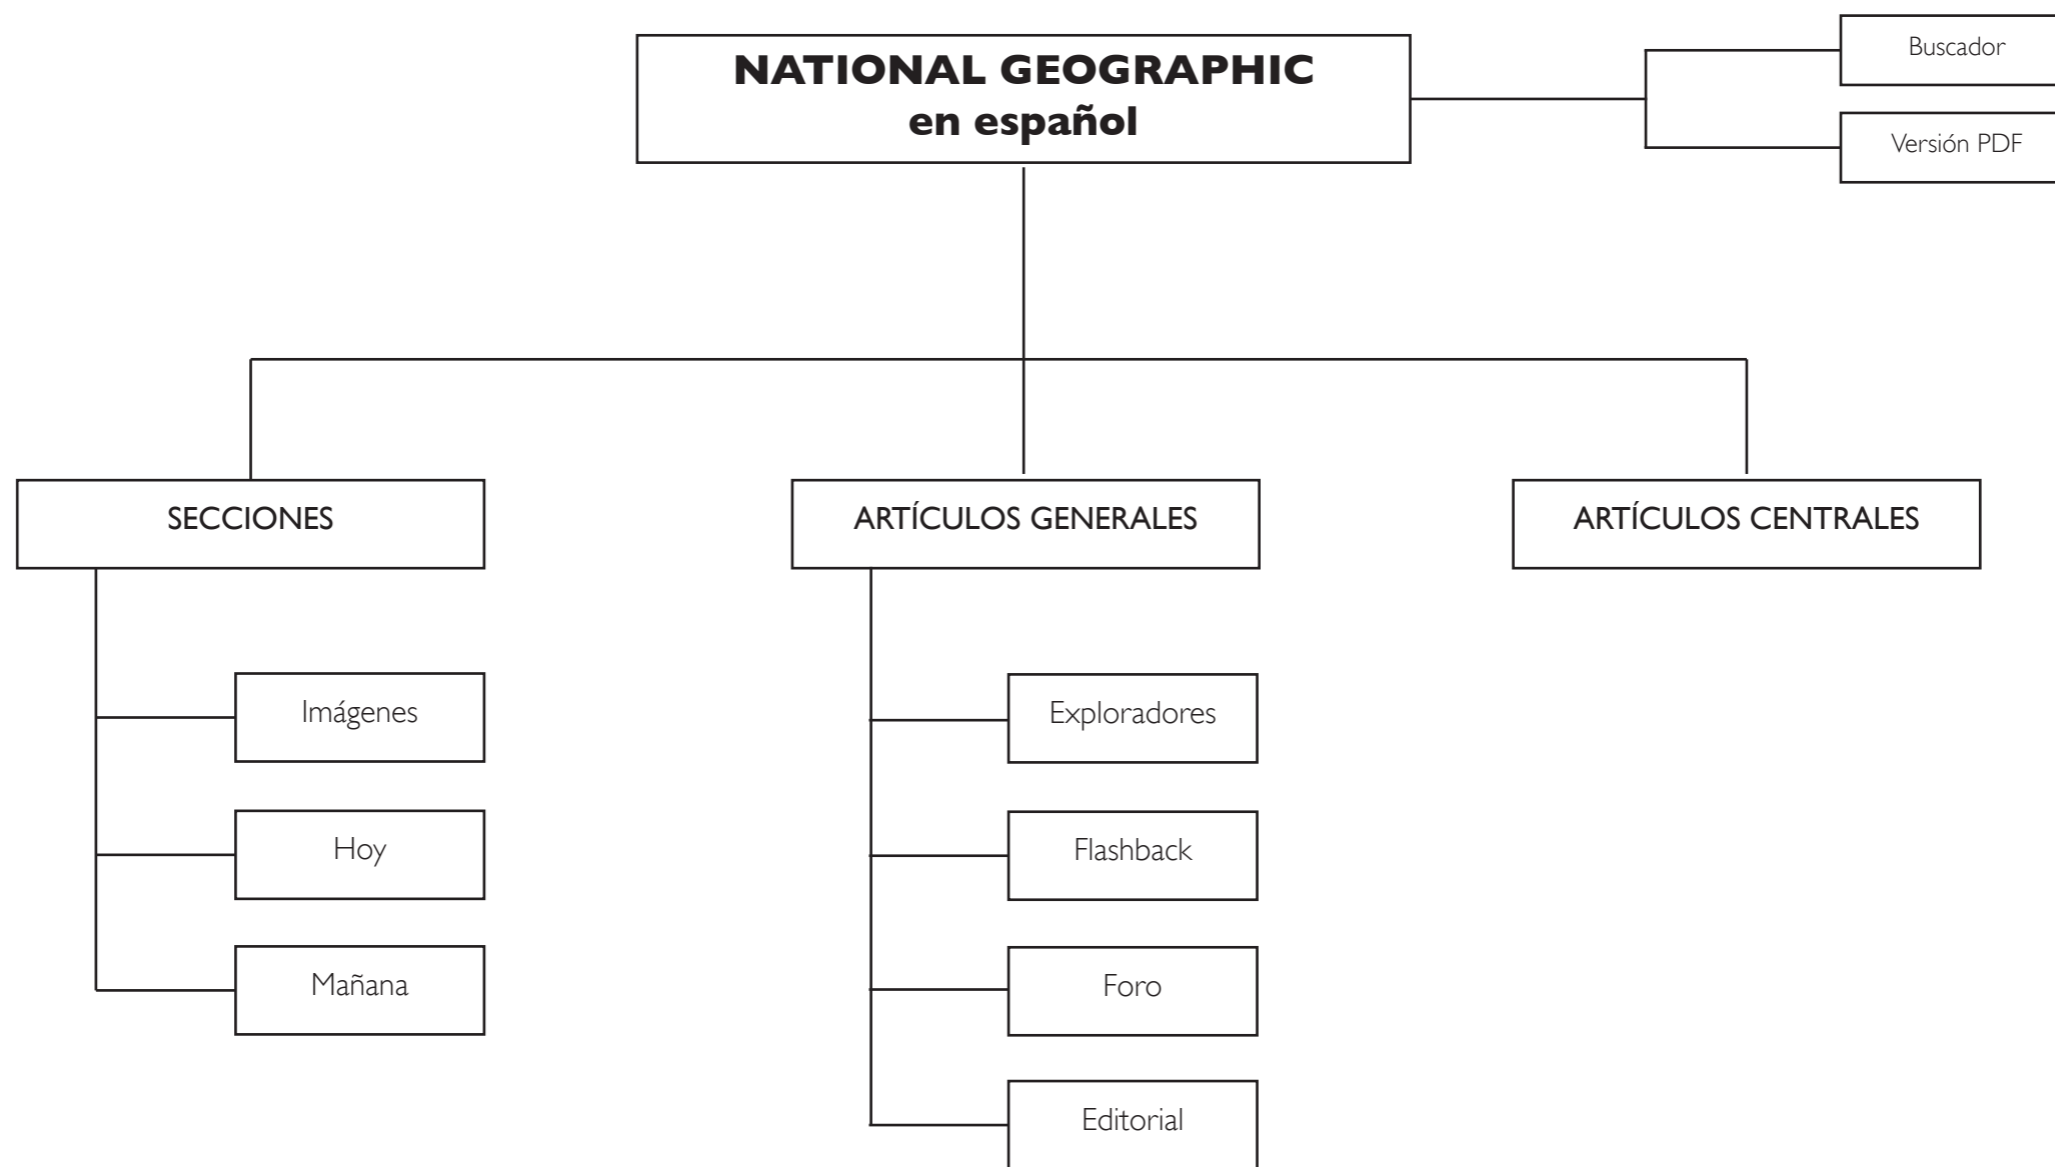 NATIONAL GEOGRAPHIC
en español
Buscador
Versión PDF
SECCIONES
ARTÍCULOS GENERALES
ARTÍCULOS CENTRALES
Imágenes
Hoy
Mañana
Exploradores
Flashback
Foro
Editorial